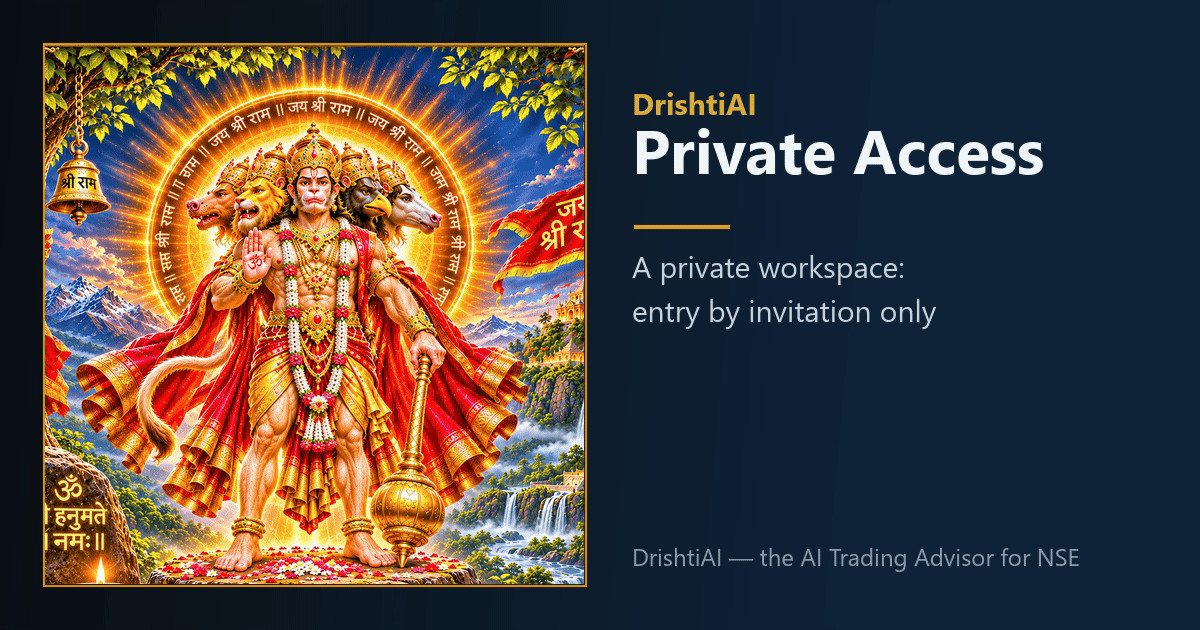 जय श्री राम ॥ जय श्री राम ॥ जय श्री राम
श्री राम
जय
श्री
ॐ
ॐ
हनुमते
नमः॥
DrishtiAI
Private Access
A private workspace:
entry by invitation only
DrishtiAI — the AI Trading Advisor for NSE